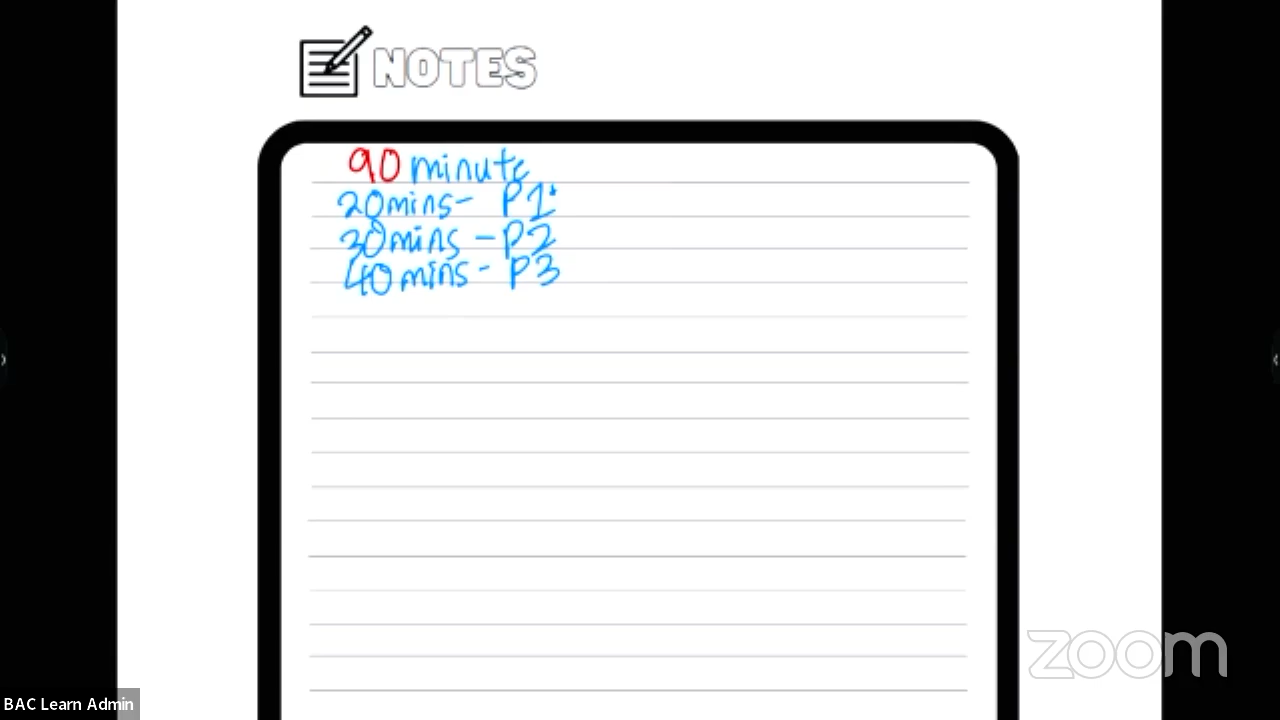 NOTES
90 minute
20mins- P1
30mins - P2
40mins - P3
zoom
BAC Learn Admin